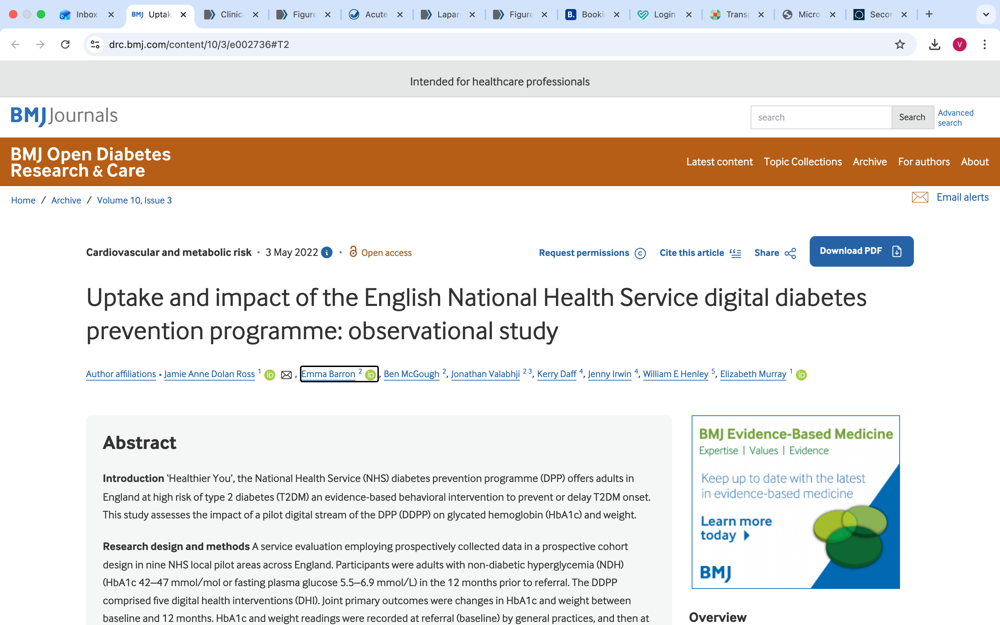 Inbox
BMJ Uptak
Clinic
Figure
Acute
Lapar
Figure
B. Booki
Login
Trans
Micro
Secor
drc.bmj.com/content/10/3/e002736#T2
V
Intended for healthcare professionals
BMJ Journals
search
Search
Advanced
search
BMJ Open Diabetes
Research & Care
Latest content Topic Collections Archive For authors About
Home / Archive / Volume 10, Issue 3
Email alerts
Cardiovascular and metabolic risk • 3 May 2022 i • Open access
Request permissions © Cite this article Share Download PDF
Uptake and impact of the English National Health Service digital diabetes
prevention programme: observational study
Author affiliations • Jamie Anne Dolan Ross 1 iD , Emma Barron 2 iD, Ben McGough 2, Jonathan Valabhji 2 3, Kerry Daff 4, Jenny Irwin 4, William E Henley 5, Elizabeth Murray 1 iD
Abstract
Introduction ‘Healthier You’, the National Health Service (NHS) diabetes prevention programme (DPP) offers adults in
England at high risk of type 2 diabetes (T2DM) an evidence-based behavioral intervention to prevent or delay T2DM onset.
This study assesses the impact of a pilot digital stream of the DPP (DDPP) on glycated hemoglobin (HbA1c) and weight.
Research design and methods A service evaluation employing prospectively collected data in a prospective cohort
design in nine NHS local pilot areas across England. Participants were adults with non-diabetic hyperglycemia (NDH)
(HbA1c 42–47 mmol/mol or fasting plasma glucose 5.5–6.9 mmol/L) in the 12 months prior to referral. The DDPP
comprised five digital health interventions (DHI). Joint primary outcomes were changes in HbA1c and weight between
baseline and 12 months. HbA1c and weight readings were recorded at referral (baseline) by general practices, and then at
BMJ Evidence-Based Medicine
Expertise | Values | Evidence
Keep up to date with the latest
in evidence-based medicine
Learn more
today
BMJ
Overview